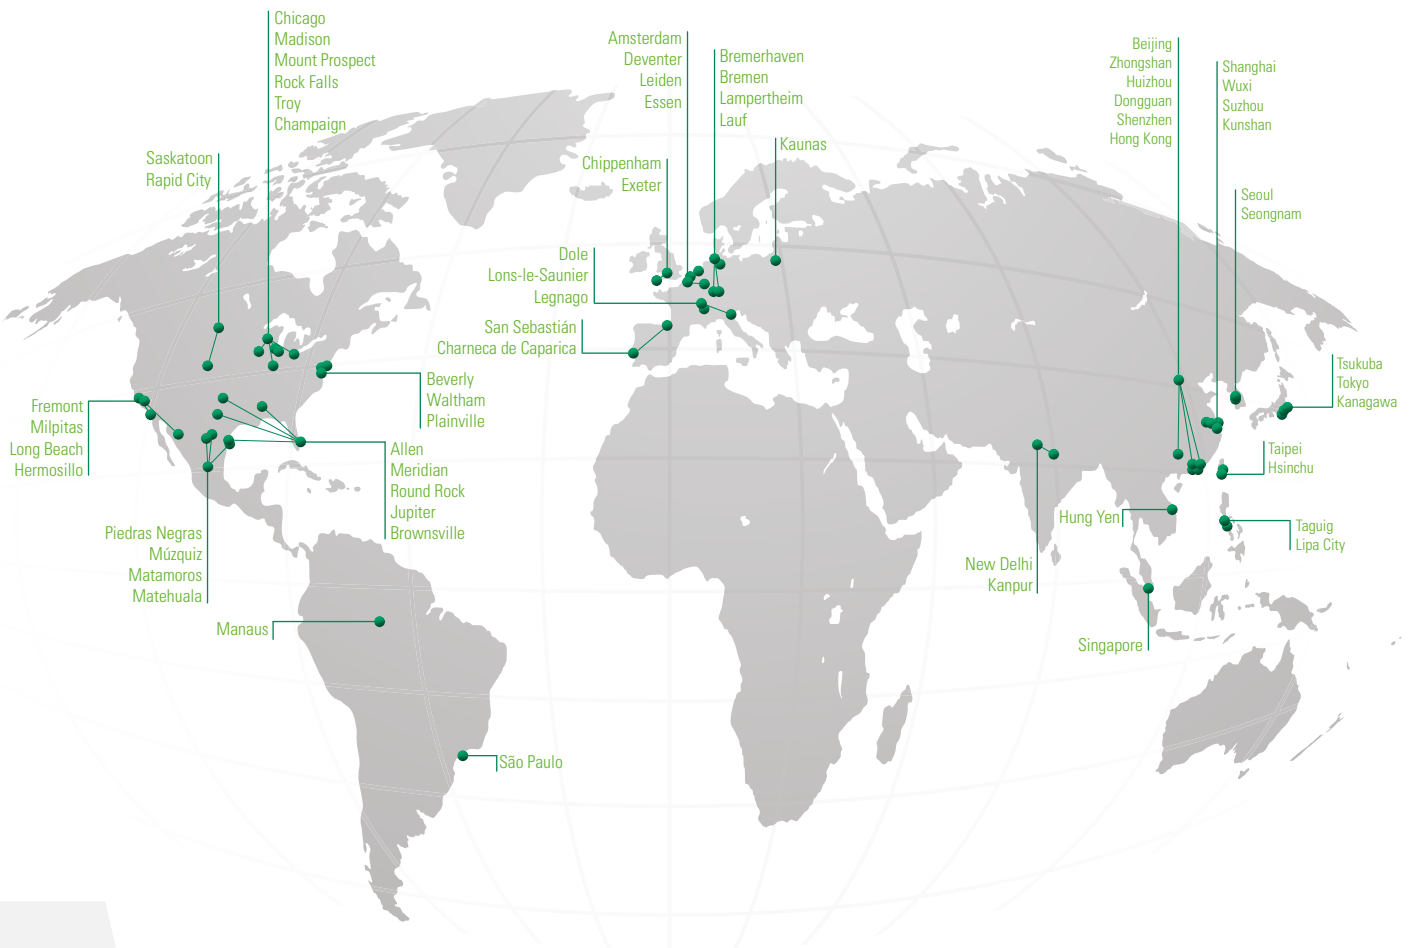 Chicago
Madison
Mount Prospect
Rock Falls
Troy
Champaign
Saskatoon
Rapid City
Amsterdam
Deventer
Leiden
Essen
Bremerhaven
Bremen
Lampertheim
Lauf
Kaunas
Chippenham
Exeter
Dole
Lons-le-Saunier
Legnago
San Sebastián
Charneca de Caparica
Beijing
Zhongshan
Huizhou
Dongguan
Shenzhen
Hong Kong
Shanghai
Wuxi
Suzhou
Kunshan
Seoul
Seongnam
Tsukuba
Tokyo
Kanagawa
Fremont
Milpitas
Long Beach
Hermosillo
Beverly
Waltham
Plainville
Allen
Meridian
Round Rock
Jupiter
Brownsville
Piedras Negras
Múzquiz
Matamoros
Matehuala
Manaus
São Paulo
Taipei
Hsinchu
Hung Yen
Taguig
Lipa City
New Delhi
Kanpur
Singapore